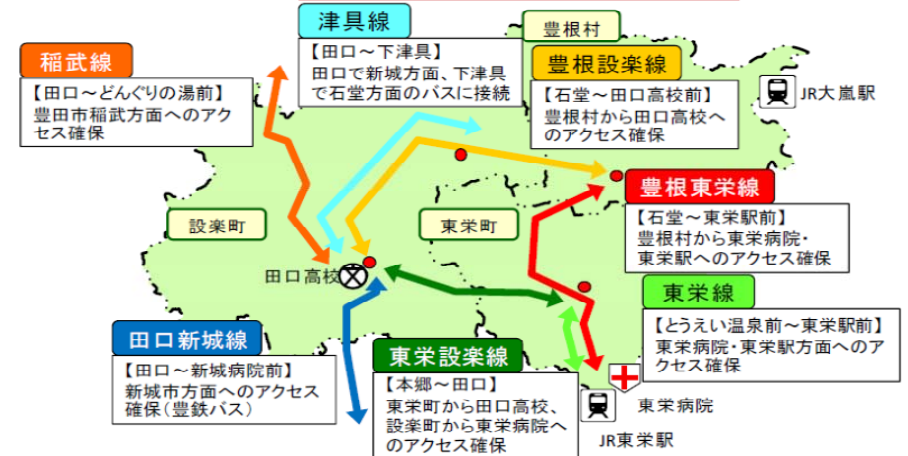 津具線
【田口～下津具】
田口で新城方面、下津具
で石堂方面のバスに接続
豊根村
稲武線
【田口～どんぐりの湯前】
豊田市稲武方面へのアク
セス確保
豊根設楽線
【石堂～田口高校前】
豊根村から田口高校へ
のアクセス確保
JR大嵐駅
豊根東栄線
【石堂～東栄駅前】
豊根村から東栄病院・
東栄駅へのアクセス確保
設楽町
東栄町
田口高校
東栄線
【とうえい温泉前～東栄駅前】
東栄病院・東栄駅方面へのア
クセス確保
田口新城線
【田口～新城病院前】
新城市方面へのアクセス
確保（豊鉄バス）
東栄設楽線
【本郷～田口】
東栄町から田口高校、
設楽町から東栄病院へ
のアクセス確保
東栄病院
JR東栄駅